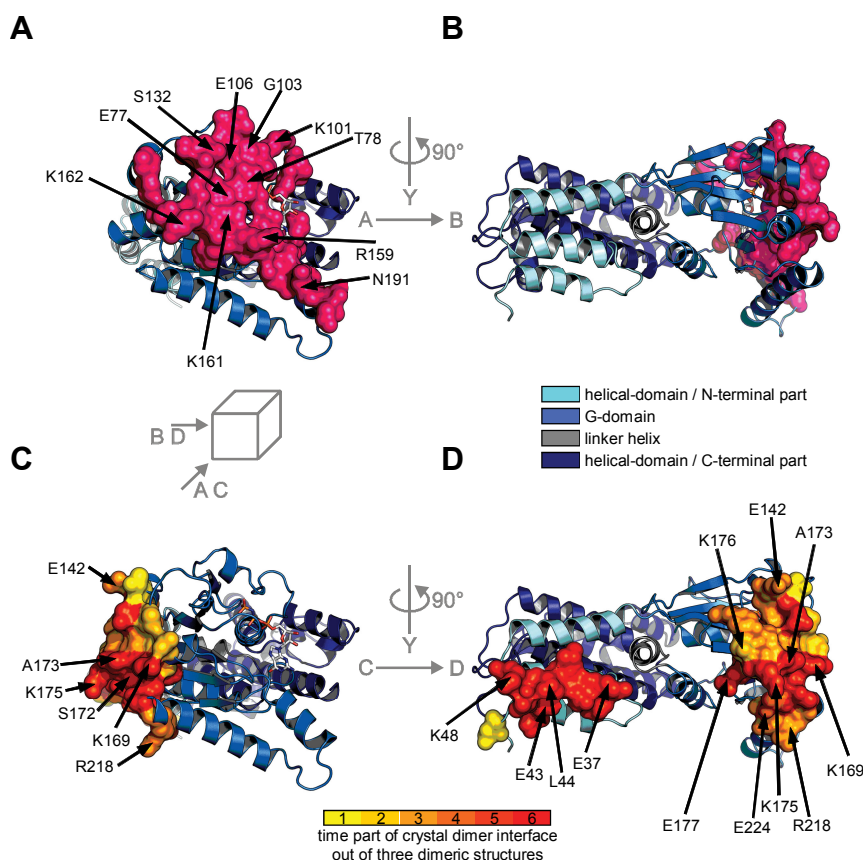 A
B
E106
G103
S132
E77
K101
T78
90°
Y
K162
A
B
R159
N191
K161
helical-domain / N-terminal part
G-domain
linker helix
helical-domain / C-terminal part
B D
A C
C
D
E142
K176
A173
E142
90°
Y
A173
C
D
K175
S172
K48
K169
K169
R218
E43
L44
E37
E177
K175
E224
R218
1 2 3 4 5 6
time part of crystal dimer interface
out of three dimeric structures